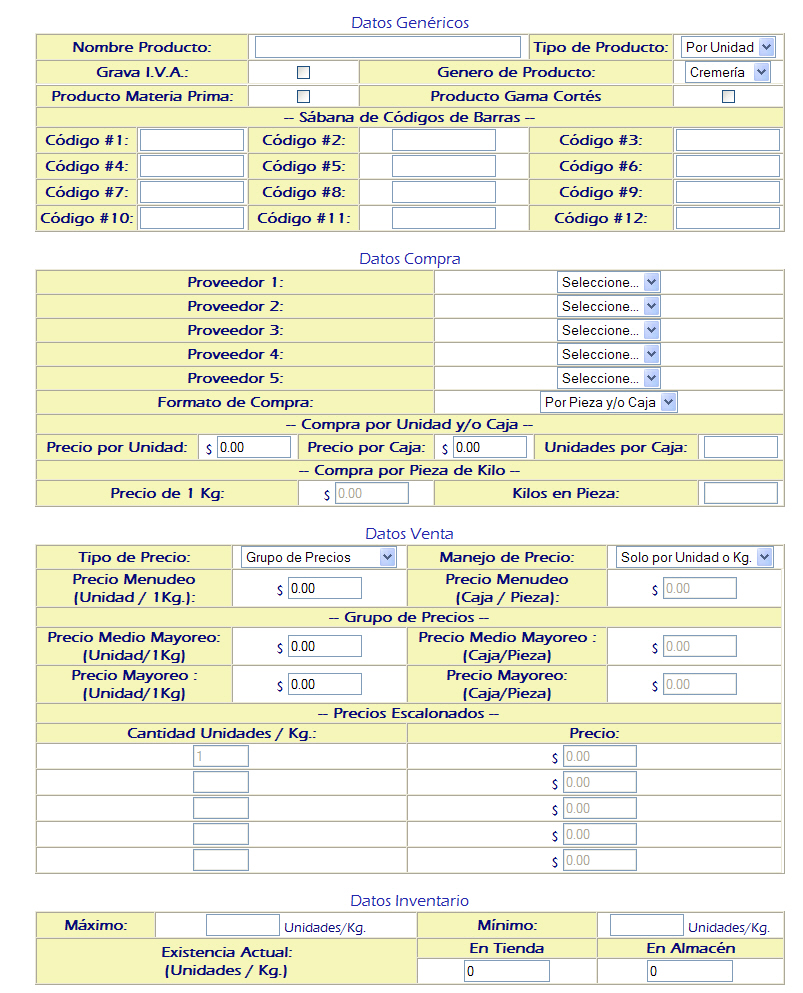 Datos Genéricos
Nombre Producto: Tipo de Producto: Por Unidad
Grava I.V.A.: Genero de Producto: Cremería
Producto Materia Prima: Producto Gama Cortés
-- Sábana de Códigos de Barras --
Código #1: Código #2: Código #3:
Código #4: Código #5: Código #6:
Código #7: Código #8: Código #9:
Código #10: Código #11: Código #12:
Datos Compra
Proveedor 1: Seleccione...
Proveedor 2: Seleccione...
Proveedor 3: Seleccione...
Proveedor 4: Seleccione...
Proveedor 5: Seleccione...
Formato de Compra: Por Pieza y/o Caja
-- Compra por Unidad y/o Caja --
Precio por Unidad: $ 0.00 Precio por Caja: $ 0.00 Unidades por Caja:
-- Compra por Pieza de Kilo --
Precio de 1 Kg: $ 0.00 Kilos en Pieza:
Datos Venta
Tipo de Precio: Grupo de Precios Manejo de Precio: Solo por Unidad o Kg.
Precio Menudeo
(Unidad / 1Kg.): $ 0.00 Precio Menudeo
(Caja / Pieza): $ 0.00
-- Grupo de Precios --
Precio Medio Mayoreo:
(Unidad/1Kg) $ 0.00 Precio Medio Mayoreo :
(Caja/Pieza) $ 0.00
Precio Mayoreo :
(Unidad/1Kg) $ 0.00 Precio Mayoreo:
(Caja/Pieza) $ 0.00
-- Precios Escalonados --
Cantidad Unidades / Kg.: Precio:
1 $ 0.00
$ 0.00
$ 0.00
$ 0.00
$ 0.00
Datos Inventario
Máximo: Unidades/Kg. Mínimo: Unidades/Kg.
Existencia Actual:
(Unidades / Kg.) En Tienda En Almacén
0 0